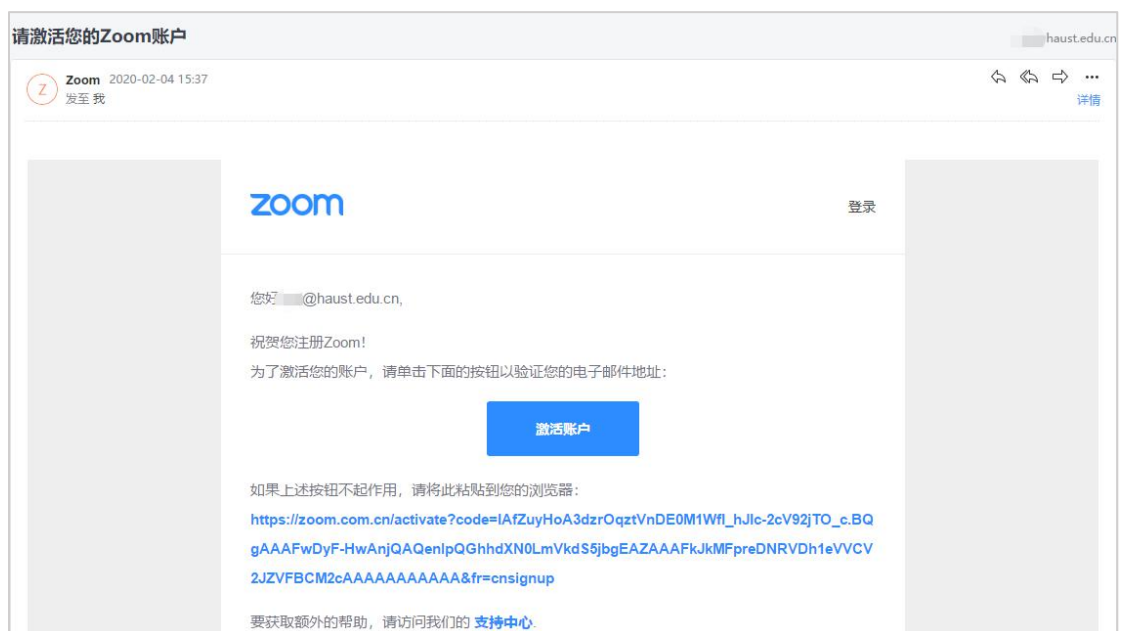 请激活您的Zoom账户
haust.edu.cn
Z
Zoom 2020-02-04 15:37
发至 我
详情
zoom
登录
您好 @haust.edu.cn,
祝贺您注册Zoom!
为了激活您的账户，请单击下面的按钮以验证您的电子邮件地址：
激活账户
如果上述按钮不起作用，请将此粘贴到您的浏览器：
https://zoom.com.cn/activate?code=IAfZuyHoA3dzrOqztVnDE0M1WfI_hJIc-2cV92jTO_c.BQ
gAAAFwDyF-HwAnjQAQenlpQGhhdXN0LmVkdS5jbgEAZAAAFkJkMFpreDNRVDh1eVVCV
2JZVFBCM2cAAAAAAAAAAA&fr=cnsignup
要获取额外的帮助，请访问我们的 支持中心.